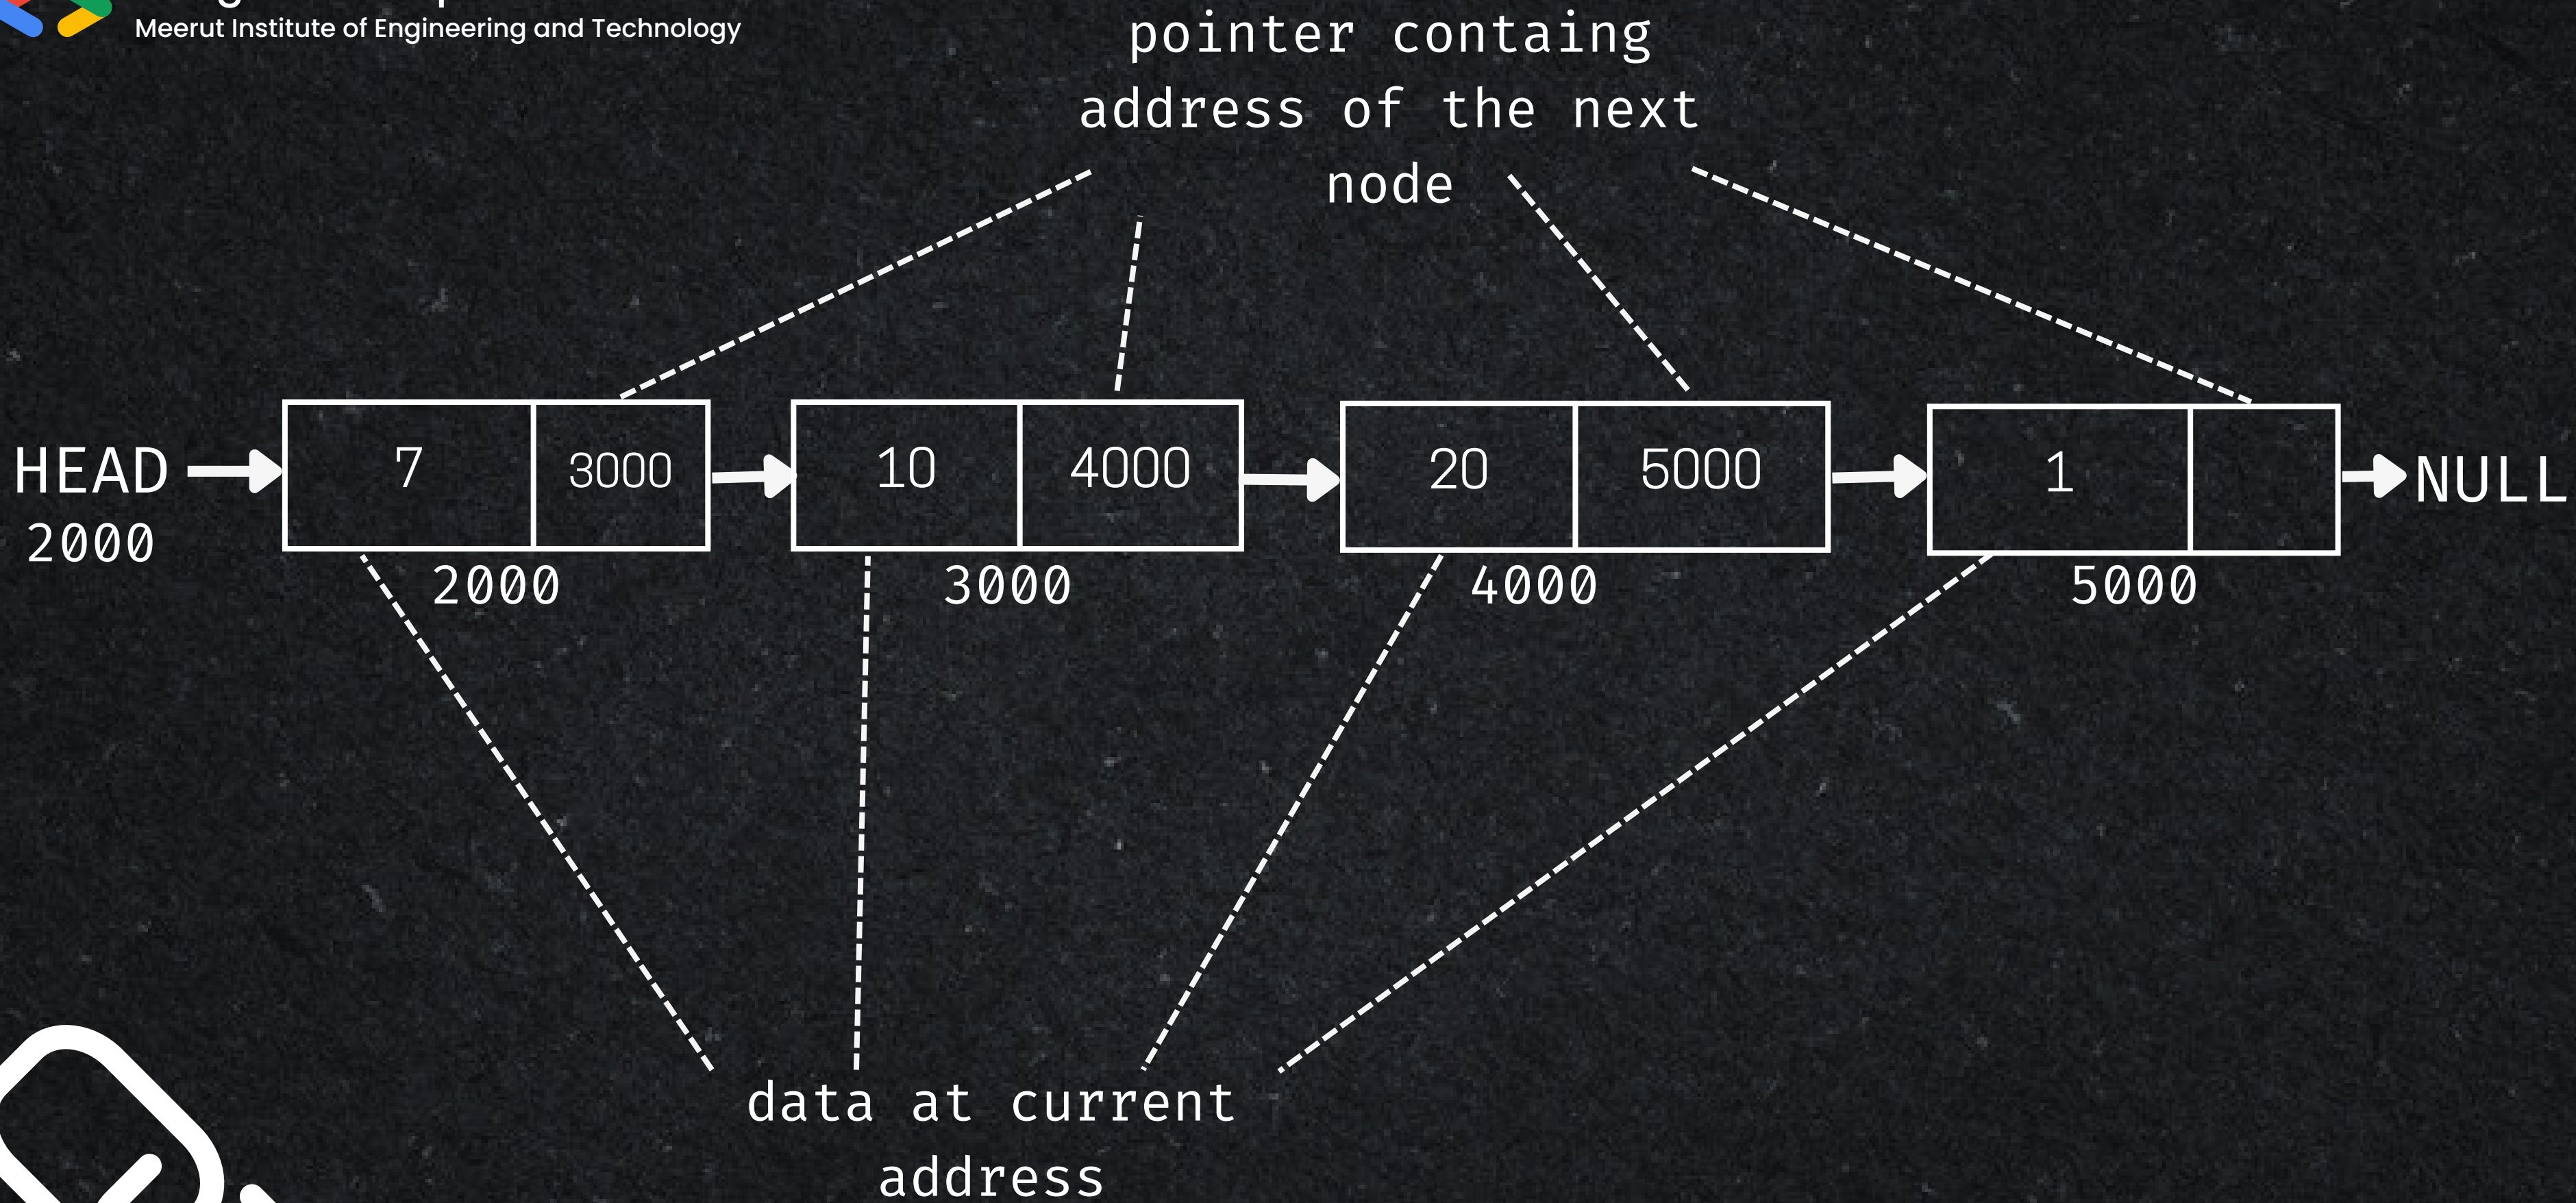 Meerut Institute of Engineering and Technology
pointer containg
address of the next
node
HEAD
2000
7 3000
2000
10 4000
3000
20 5000
4000
1
5000
NULL
data at current
address